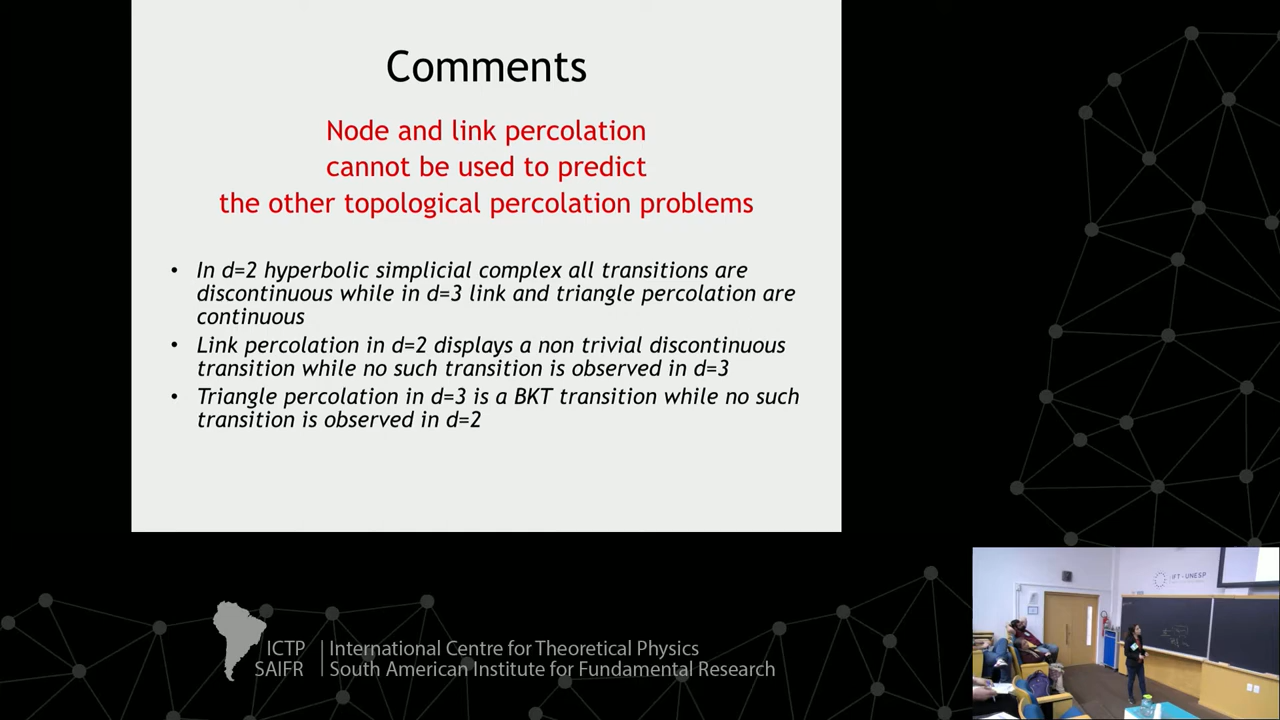 Comments
Node and link percolation
cannot be used to predict
the other topological percolation problems
• In d=2 hyperbolic simplicial complex all transitions are
discontinuous while in d=3 link and triangle percolation are
continuous
• Link percolation in d=2 displays a non trivial discontinuous
transition while no such transition is observed in d=3
• Triangle percolation in d=3 is a BKT transition while no such
transition is observed in d=2
ICTP | International Centre for Theoretical Physics
SAIFR | South American Institute for Fundamental Research
IFT - UNESP